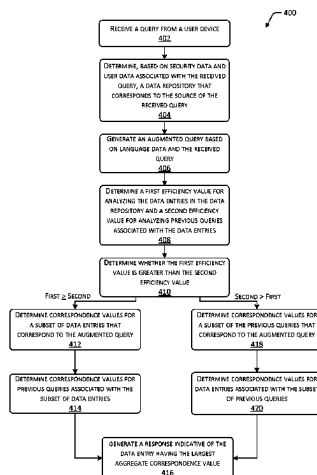 400
RECEIVE A QUERY FROM A USER DEVICE
402
DETERMINE, BASED ON SECURITY DATA AND
USER DATA ASSOCIATED WITH THE RECEIVED
QUERY, A DATA REPOSITORY THAT
CORRESPONDS TO THE SOURCE OF THE
RECEIVED QUERY
404
GENERATE AN AUGMENTED QUERY BASED
ON LANGUAGE DATA AND THE RECEIVED
QUERY
406
DETERMINE A FIRST EFFICIENCY VALUE FOR
ANALYZING THE DATA ENTRIES IN THE DATA
REPOSITORY AND A SECOND EFFICIENCY
VALUE FOR ANALYZING PREVIOUS QUERIES
ASSOCIATED WITH THE DATA ENTRIES
408
DETERMINE WHETHER THE FIRST EFFICIENCY
VALUE IS GREATER THAN THE SECOND
EFFICIENCY VALUE
410
FIRST ≥ SECOND
SECOND > FIRST
DETERMINE CORRESPONDENCE VALUES FOR
A SUBSET OF DATA ENTRIES THAT
CORRESPOND TO THE AUGMENTED QUERY
412
DETERMINE CORRESPONDENCE VALUES FOR
A SUBSET OF THE PREVIOUS QUERIES THAT
CORRESPOND TO THE AUGMENTED QUERY
418
DETERMINE CORRESPONDENCE VALUES FOR
PREVIOUS QUERIES ASSOCIATED WITH THE
SUBSET OF DATA ENTRIES
414
DETERMINE CORRESPONDENCE VALUES FOR
DATA ENTRIES ASSOCIATED WITH THE SUBSET
OF PREVIOUS QUERIES
420
GENERATE A RESPONSE INDICATIVE OF THE
DATA ENTRY HAVING THE LARGEST
AGGREGATE CORRESPONDENCE VALUE
416